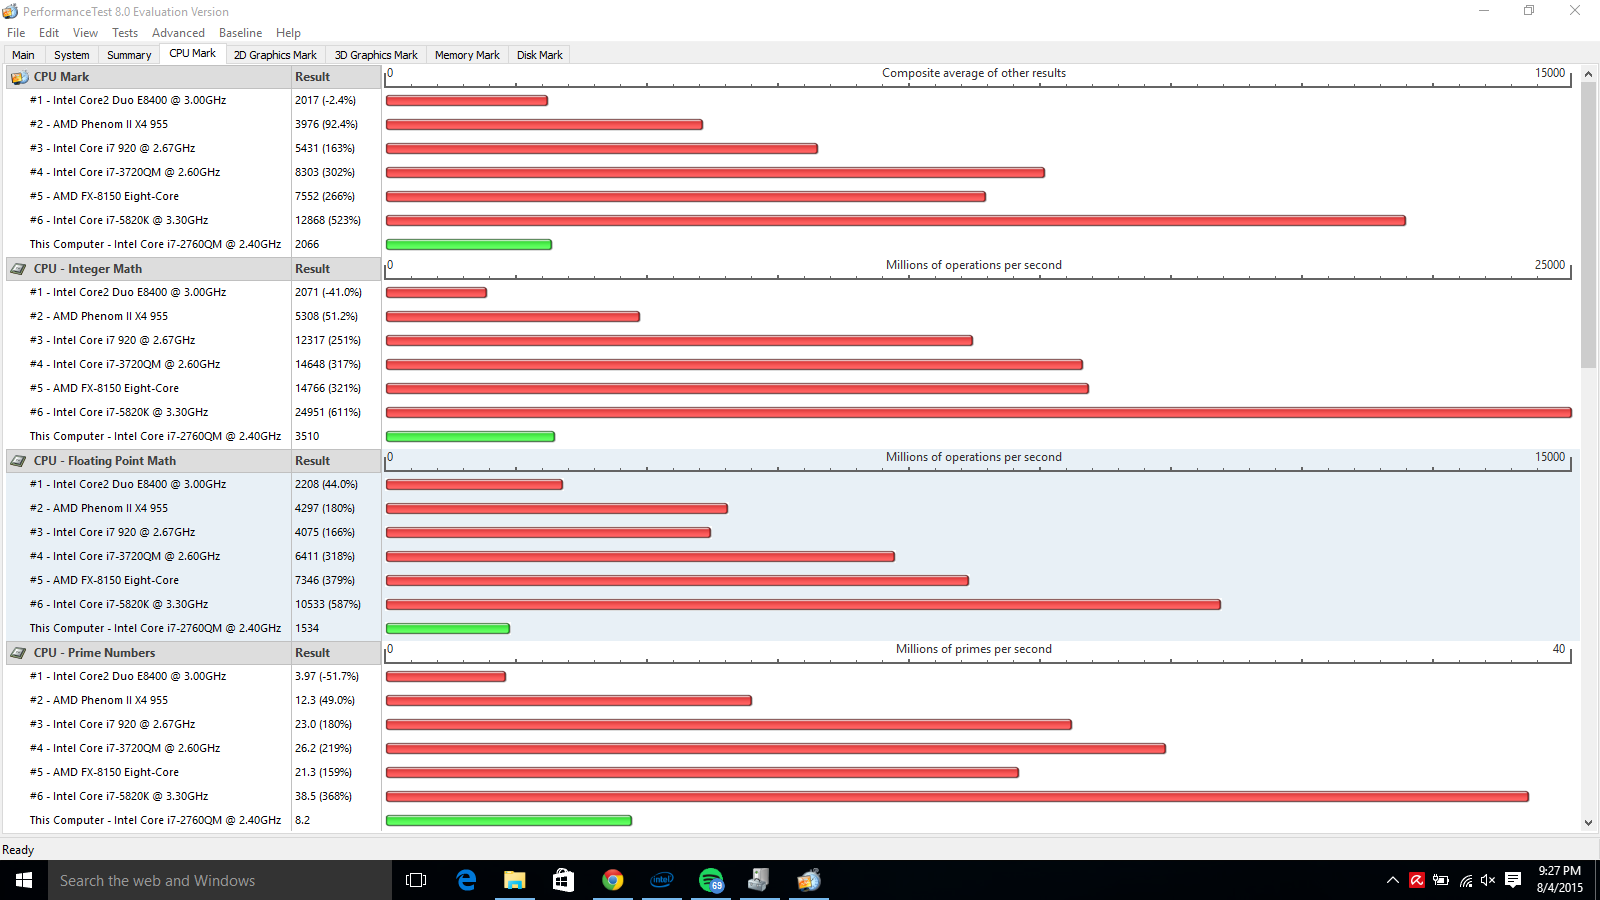 PerformanceTest 8.0 Evaluation Version
File Edit View Tests Advanced Baseline Help
Main System Summary CPU Mark 2D Graphics Mark 3D Graphics Mark Memory Mark Disk Mark
CPU Mark Result 0 Composite average of other results 15000
#1 - Intel Core2 Duo E8400 @ 3.00GHz 2017 (-2.4%)
#2 - AMD Phenom II X4 955 3976 (92.4%)
#3 - Intel Core i7 920 @ 2.67GHz 5431 (163%)
#4 - Intel Core i7-3720QM @ 2.60GHz 8303 (302%)
#5 - AMD FX-8150 Eight-Core 7552 (266%)
#6 - Intel Core i7-5820K @ 3.30GHz 12868 (523%)
This Computer - Intel Core i7-2760QM @ 2.40GHz 2066
CPU - Integer Math Result 0 Millions of operations per second 25000
#1 - Intel Core2 Duo E8400 @ 3.00GHz 2071 (-41.0%)
#2 - AMD Phenom II X4 955 5308 (51.2%)
#3 - Intel Core i7 920 @ 2.67GHz 12317 (251%)
#4 - Intel Core i7-3720QM @ 2.60GHz 14648 (317%)
#5 - AMD FX-8150 Eight-Core 14766 (321%)
#6 - Intel Core i7-5820K @ 3.30GHz 24951 (611%)
This Computer - Intel Core i7-2760QM @ 2.40GHz 3510
CPU - Floating Point Math Result 0 Millions of operations per second 15000
#1 - Intel Core2 Duo E8400 @ 3.00GHz 2208 (44.0%)
#2 - AMD Phenom II X4 955 4297 (180%)
#3 - Intel Core i7 920 @ 2.67GHz 4075 (166%)
#4 - Intel Core i7-3720QM @ 2.60GHz 6411 (318%)
#5 - AMD FX-8150 Eight-Core 7346 (379%)
#6 - Intel Core i7-5820K @ 3.30GHz 10533 (587%)
This Computer - Intel Core i7-2760QM @ 2.40GHz 1534
CPU - Prime Numbers Result 0 Millions of primes per second 40
#1 - Intel Core2 Duo E8400 @ 3.00GHz 3.97 (-51.7%)
#2 - AMD Phenom II X4 955 12.3 (49.0%)
#3 - Intel Core i7 920 @ 2.67GHz 23.0 (180%)
#4 - Intel Core i7-3720QM @ 2.60GHz 26.2 (219%)
#5 - AMD FX-8150 Eight-Core 21.3 (159%)
#6 - Intel Core i7-5820K @ 3.30GHz 38.5 (368%)
This Computer - Intel Core i7-2760QM @ 2.40GHz 8.2
Ready
Search the web and Windows intel 69 9:27 PM
8/4/2015